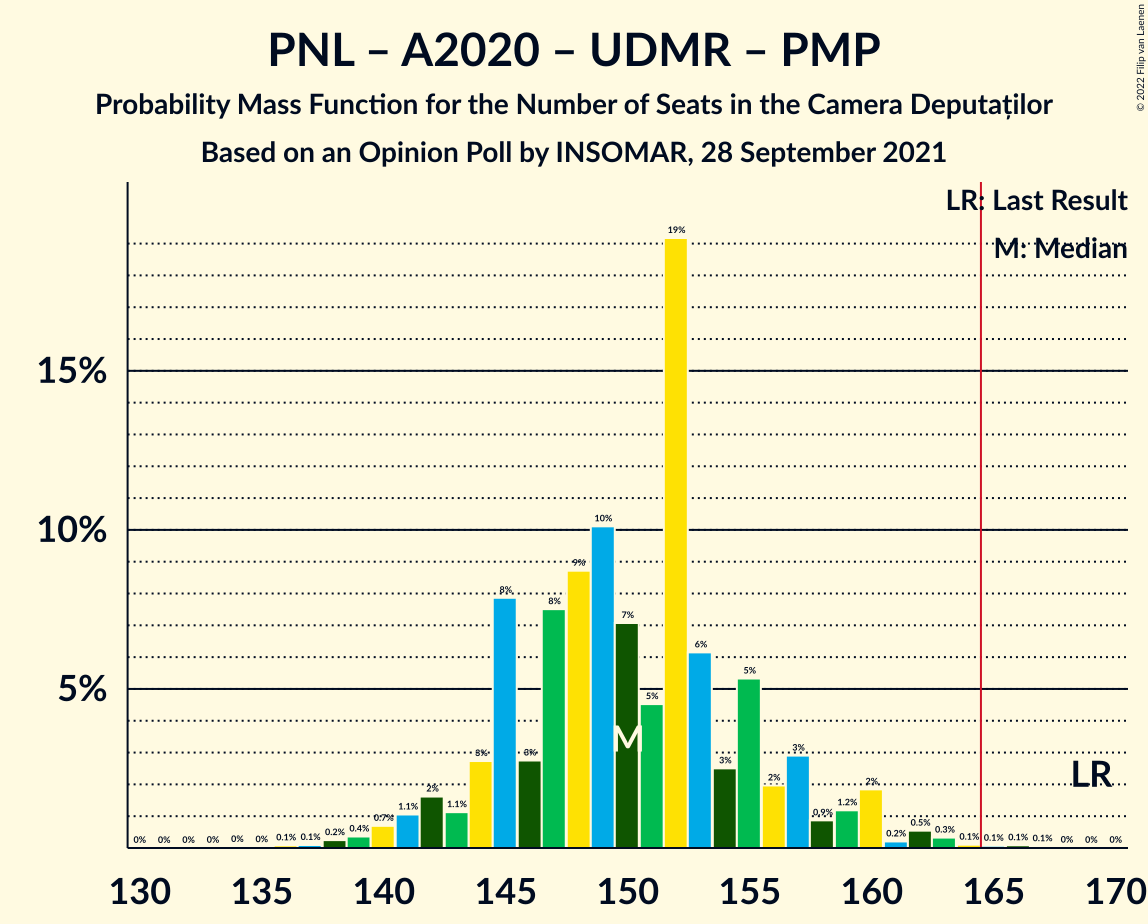 PNL – A2020 – UDMR – PMP
Probability Mass Function for the Number of Seats in the Camera Deputaților
Based on an Opinion Poll by INSOMAR, 28 September 2021
© 2022 Filip van Laenen
LR: Last Result
M: Median
15%
10%
5%
0% 0% 0% 0% 0% 0% 0.1% 0.1% 0.2% 0.4% 0.7% 1.1% 2% 1.1% 3% 8% 3% 8% 9% 10% 7% 5% 19% 6% 3% 5% 2% 3% 0.9% 1.2% 2% 0.2% 0.5% 0.3% 0.1% 0.1% 0.1% 0.1% 0% 0% 0%
M
LR
130 135 140 145 150 155 160 165 170